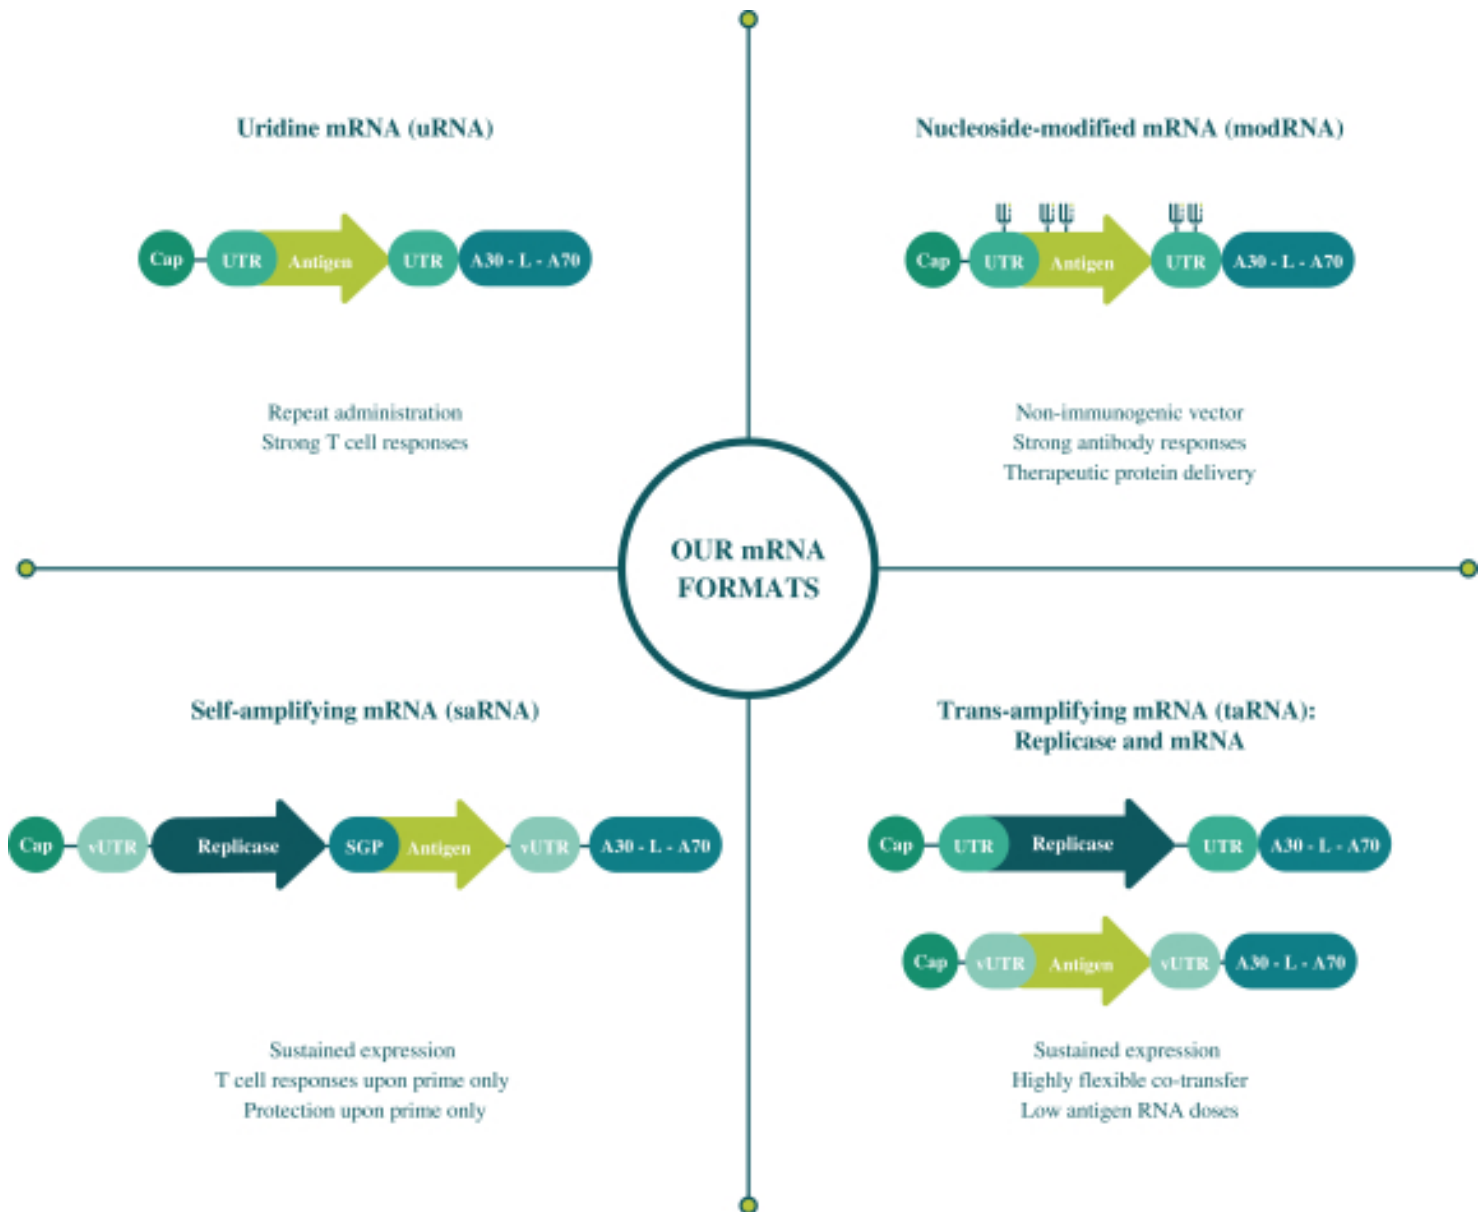 Uridine mRNA (uRNA)
Cap UTR Antigen UTR A30 - L - A70
Repeat administration
Strong T cell responses
Nucleoside-modified mRNA (modRNA)
Cap UTR Antigen UTR A30 - L - A70
Non-immunogenic vector
Strong antibody responses
Therapeutic protein delivery
OUR mRNA
FORMATS
Self-amplifying mRNA (saRNA)
Cap vUTR Replicase SGP Antigen vUTR A30 - L - A70
Sustained expression
T cell responses upon prime only
Protection upon prime only
Trans-amplifying mRNA (taRNA):
Replicase and mRNA
Cap UTR Replicase UTR A30 - L - A70
Cap vUTR Antigen vUTR A30 - L - A70
Sustained expression
Highly flexible co-transfer
Low antigen RNA doses